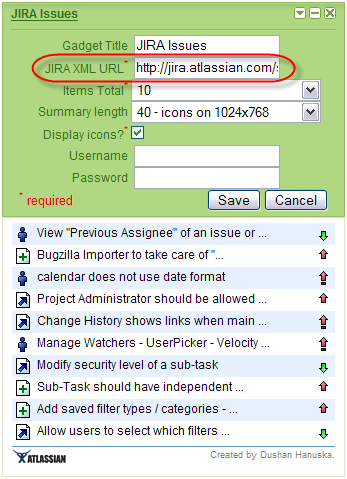 JIRA Issues
Gadget Title JIRA Issues
JIRA XML URL* http://jira.atlassian.com/
Items Total* 10
Summary length 40 - icons on 1024x768
Display icons?*
Username
Password
* required Save Cancel
View "Previous Assignee" of an issue or ...
Bugzilla Importer to take care of "...
calendar does not use date format
Project Administrator should be allowed ...
Change History shows links when main ...
Manage Watchers - UserPicker - Velocity ...
Modify security level of a sub-task
Sub-Task should have independent ...
Add saved filter types / categories - ...
Allow users to select which filters ...
ATLASSIAN Created by Dushan Hanuska.